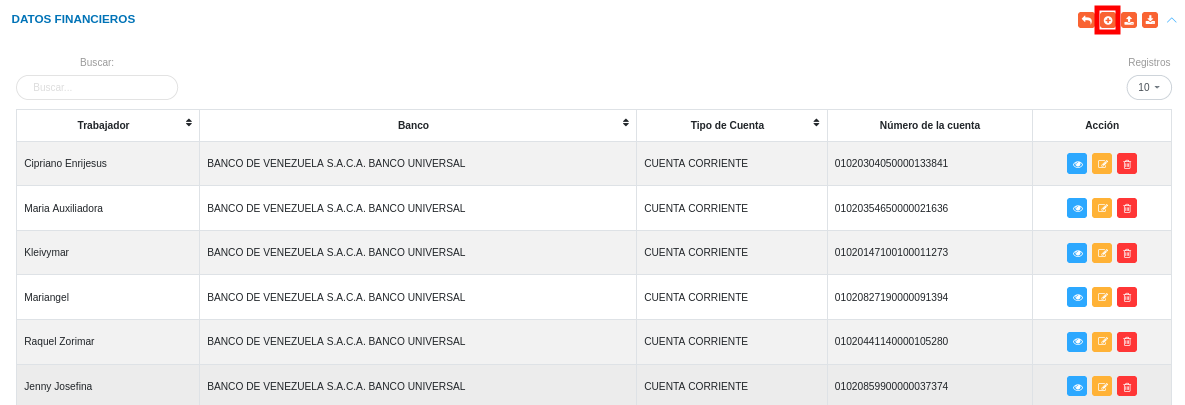 DATOS FINANCIEROS
Buscar: Registros
Buscar... 10
Trabajador Banco Tipo de Cuenta Número de la cuenta Acción
Cipriano Enrijesus BANCO DE VENEZUELA S.A.C.A. BANCO UNIVERSAL CUENTA CORRIENTE 01020304050000133841
Maria Auxiliadora BANCO DE VENEZUELA S.A.C.A. BANCO UNIVERSAL CUENTA CORRIENTE 01020354650000021636
Kleivymar BANCO DE VENEZUELA S.A.C.A. BANCO UNIVERSAL CUENTA CORRIENTE 01020147100100011273
Mariangel BANCO DE VENEZUELA S.A.C.A. BANCO UNIVERSAL CUENTA CORRIENTE 01020827190000091394
Raquel Zorimar BANCO DE VENEZUELA S.A.C.A. BANCO UNIVERSAL CUENTA CORRIENTE 01020441140000105280
Jenny Josefina BANCO DE VENEZUELA S.A.C.A. BANCO UNIVERSAL CUENTA CORRIENTE 01020859900000037374